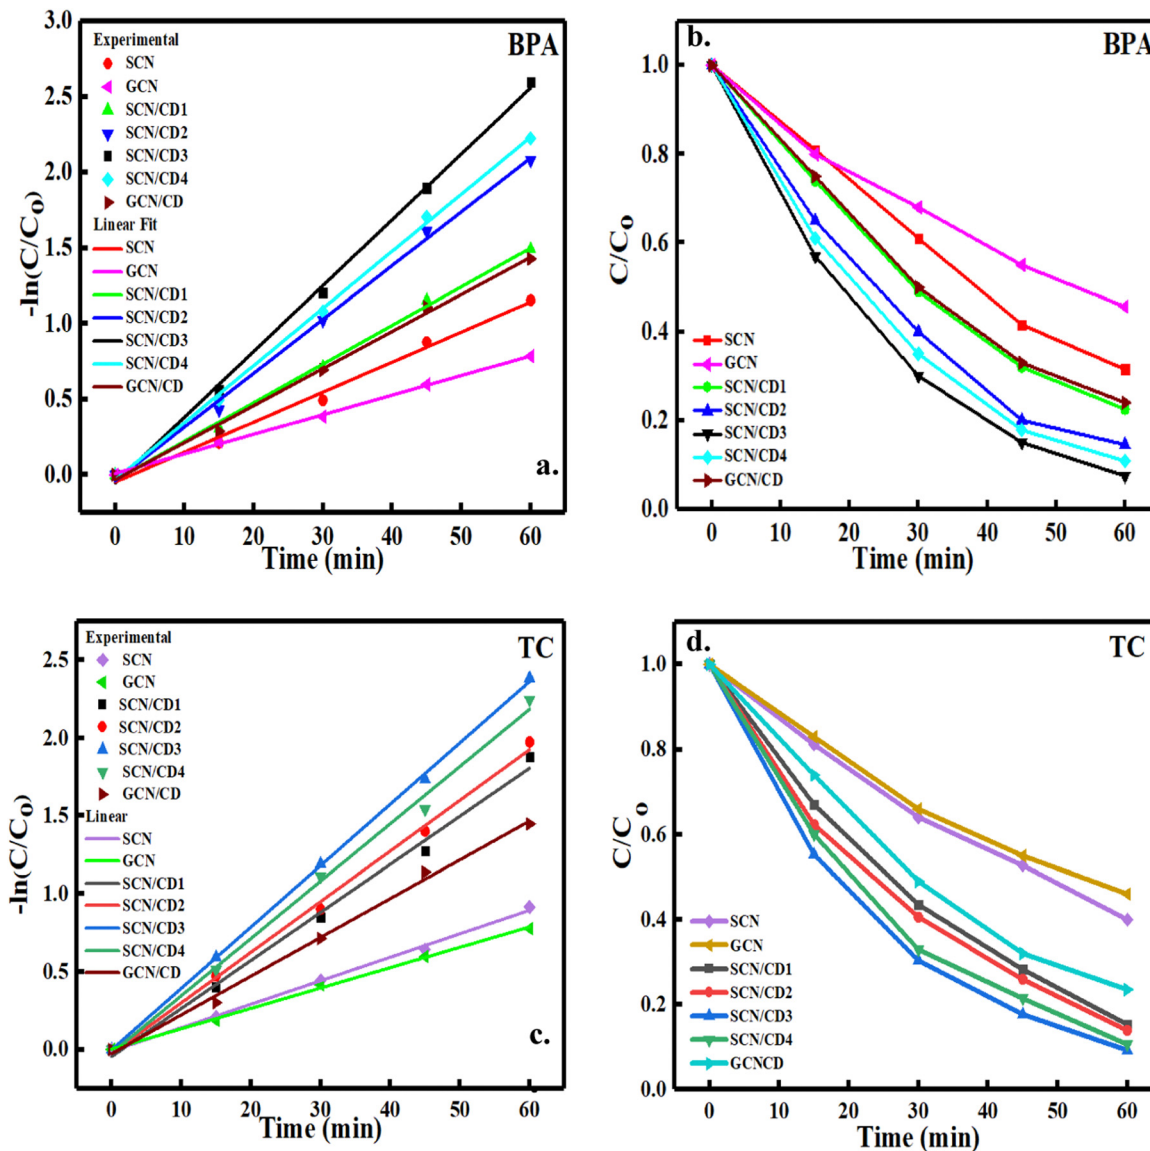 BPA
Experimental
SCN
GCN
SCN/CD1
SCN/CD2
SCN/CD3
SCN/CD4
GCN/CD
Linear Fit
SCN
GCN
SCN/CD1
SCN/CD2
SCN/CD3
SCN/CD4
GCN/CD
a.
3.0
2.5
2.0
1.5
1.0
0.5
0.0
-ln(C/Co)
0 10 20 30 40 50 60
Time (min)
b.
BPA
SCN
GCN
SCN/CD1
SCN/CD2
SCN/CD3
SCN/CD4
GCN/CD
1.0
0.8
0.6
0.4
0.2
0.0
C/Co
0 10 20 30 40 50 60
Time (min)
TC
Experimental
SCN
GCN
SCN/CD1
SCN/CD2
SCN/CD3
SCN/CD4
GCN/CD
Linear
SCN
GCN
SCN/CD1
SCN/CD2
SCN/CD3
SCN/CD4
GCN/CD
c.
2.5
2.0
1.5
1.0
0.5
0.0
-ln(C/Co)
0 10 20 30 40 50 60
Time (min)
d.
TC
SCN
GCN
SCN/CD1
SCN/CD2
SCN/CD3
SCN/CD4
GCNCD
1.0
0.8
0.6
0.4
0.2
0.0
C/Co
0 10 20 30 40 50 60
Time (min)